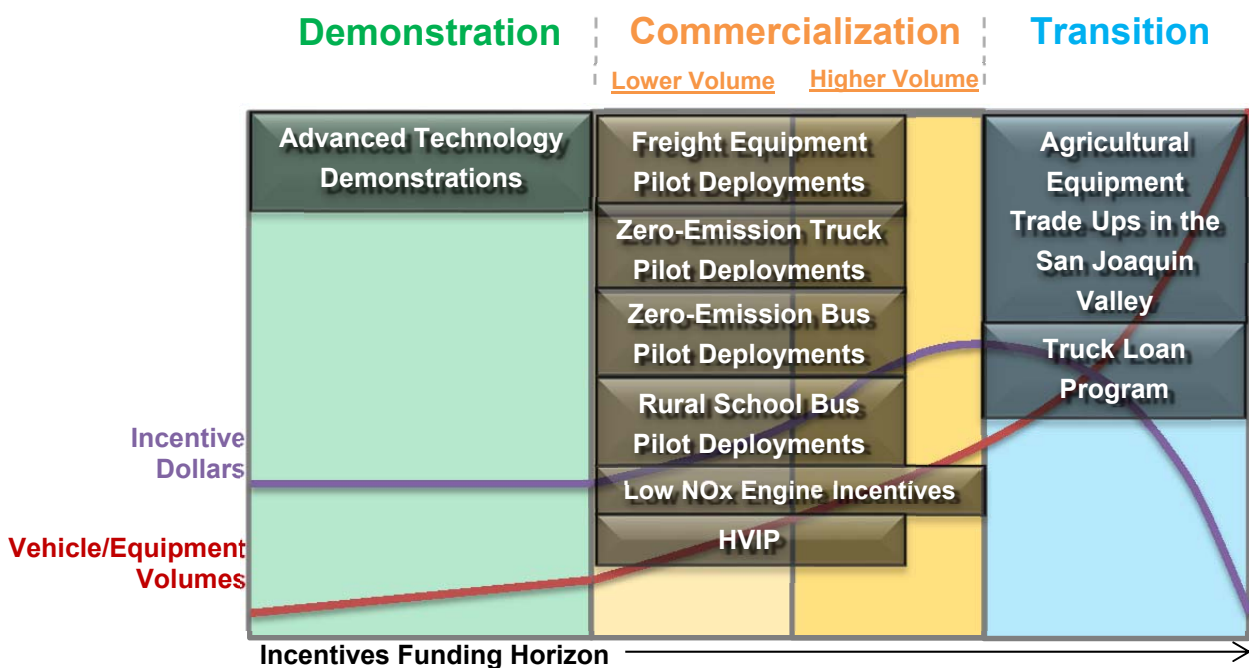 Demonstration
Commercialization
Transition
Lower Volume
Higher Volume
Advanced Technology
Demonstrations
Freight Equipment
Pilot Deployments
Zero-Emission Truck
Pilot Deployments
Zero-Emission Bus
Pilot Deployments
Rural School Bus
Pilot Deployments
Low NOx Engine Incentives
HVIP
Agricultural
Equipment
Trade Ups in the
San Joaquin
Valley
Truck Loan
Program
Incentive
Dollars
Vehicle/Equipment
Volumes
Incentives Funding Horizon